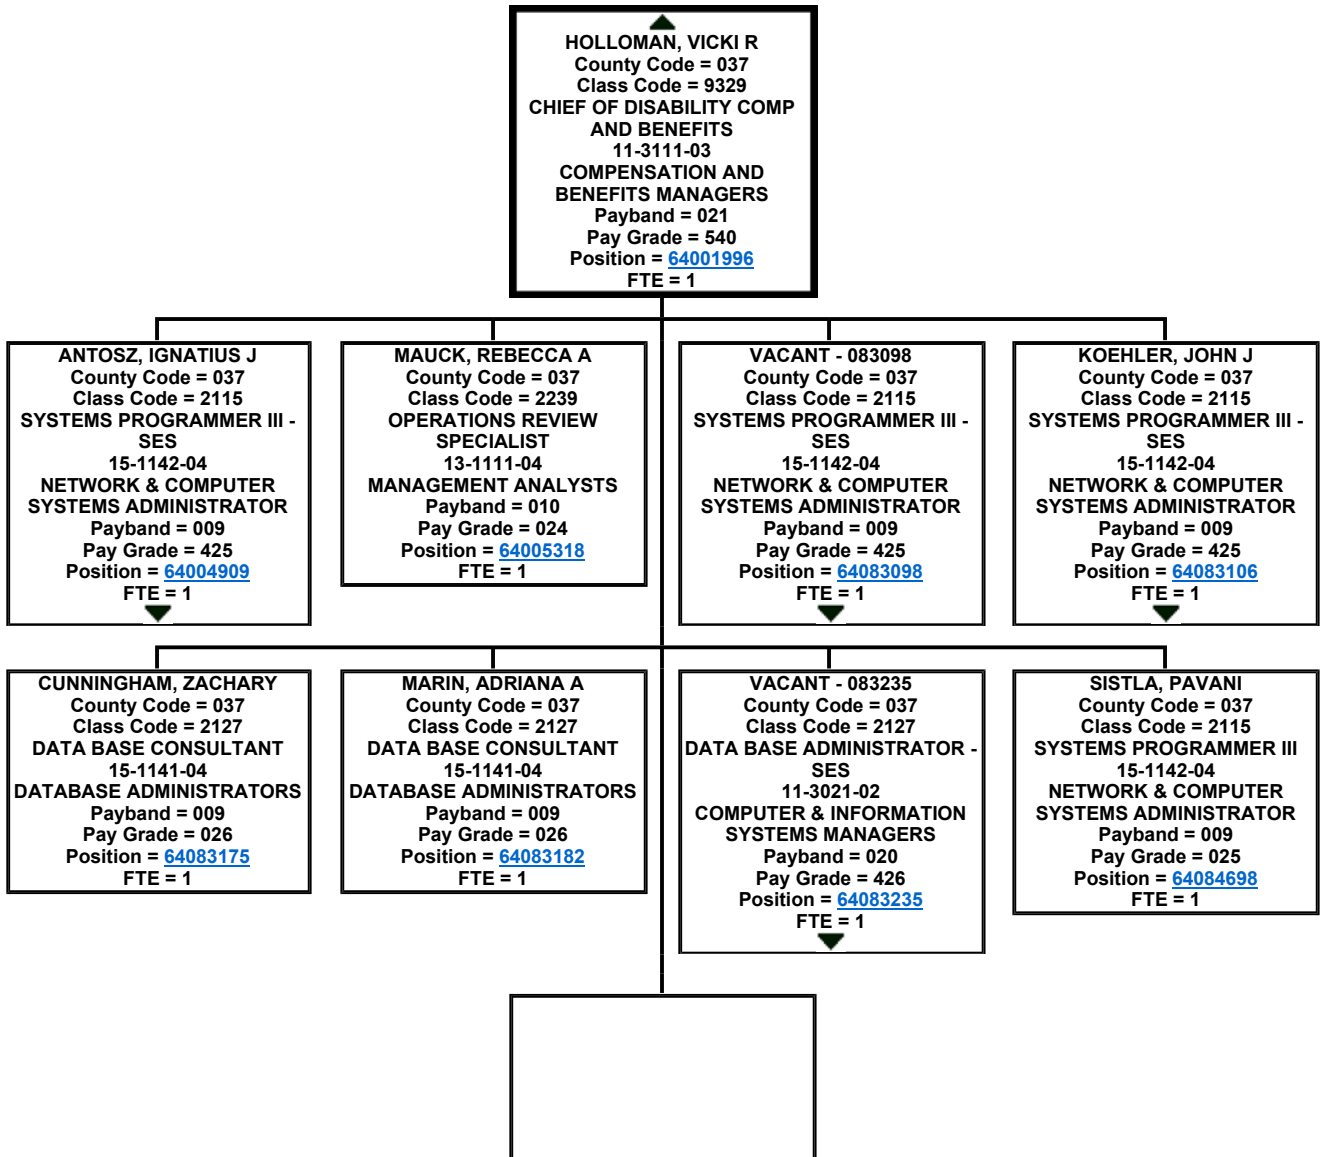 HOLLOMAN, VICKI R
County Code = 037
Class Code = 9329
CHIEF OF DISABILITY COMP
AND BENEFITS
11-3111-03
COMPENSATION AND
BENEFITS MANAGERS
Payband = 021
Pay Grade = 540
Position = 64001996
FTE = 1
ANTOSZ, IGNATIUS J
County Code = 037
Class Code = 2115
SYSTEMS PROGRAMMER III -
SES
15-1142-04
NETWORK & COMPUTER
SYSTEMS ADMINISTRATOR
Payband = 009
Pay Grade = 425
Position = 64004909
FTE = 1
MAUCK, REBECCA A
County Code = 037
Class Code = 2239
OPERATIONS REVIEW
SPECIALIST
13-1111-04
MANAGEMENT ANALYSTS
Payband = 010
Pay Grade = 024
Position = 64005318
FTE = 1
VACANT - 083098
County Code = 037
Class Code = 2115
SYSTEMS PROGRAMMER III -
SES
15-1142-04
NETWORK & COMPUTER
SYSTEMS ADMINISTRATOR
Payband = 009
Pay Grade = 425
Position = 64083098
FTE = 1
KOEHLER, JOHN J
County Code = 037
Class Code = 2115
SYSTEMS PROGRAMMER III -
SES
15-1142-04
NETWORK & COMPUTER
SYSTEMS ADMINISTRATOR
Payband = 009
Pay Grade = 425
Position = 64083106
FTE = 1
CUNNINGHAM, ZACHARY
County Code = 037
Class Code = 2127
DATA BASE CONSULTANT
15-1141-04
DATABASE ADMINISTRATORS
Payband = 009
Pay Grade = 026
Position = 64083175
FTE = 1
MARIN, ADRIANA A
County Code = 037
Class Code = 2127
DATA BASE CONSULTANT
15-1141-04
DATABASE ADMINISTRATORS
Payband = 009
Pay Grade = 026
Position = 64083182
FTE = 1
VACANT - 083235
County Code = 037
Class Code = 2127
DATA BASE ADMINISTRATOR -
SES
11-3021-02
COMPUTER & INFORMATION
SYSTEMS MANAGERS
Payband = 020
Pay Grade = 426
Position = 64083235
FTE = 1
SISTLA, PAVANI
County Code = 037
Class Code = 2115
SYSTEMS PROGRAMMER III
15-1142-04
NETWORK & COMPUTER
SYSTEMS ADMINISTRATOR
Payband = 009
Pay Grade = 025
Position = 64084698
FTE = 1